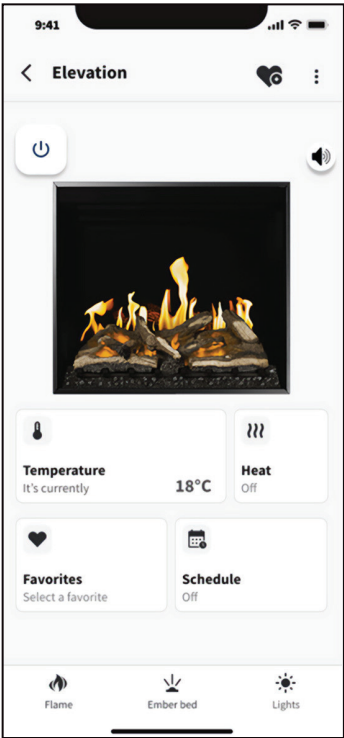 9:41
Elevation
Temperature
It's currently 18°C
Heat
Off
Favorites
Select a favorite
Schedule
Off
Flame Ember bed Lights